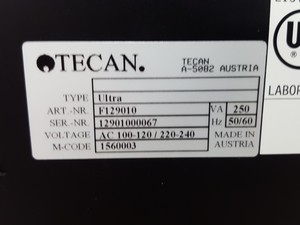 TECAN.
TECAN
A-5082 AUSTRIA
TYPE Ultra
ART.-NR. F129010 VA 250
SER.-NR. 12901000067 Hz 50/60
VOLTAGE AC 100-120 / 220-240 MADE IN
M-CODE 1560003 AUSTRIA
U
LABOR